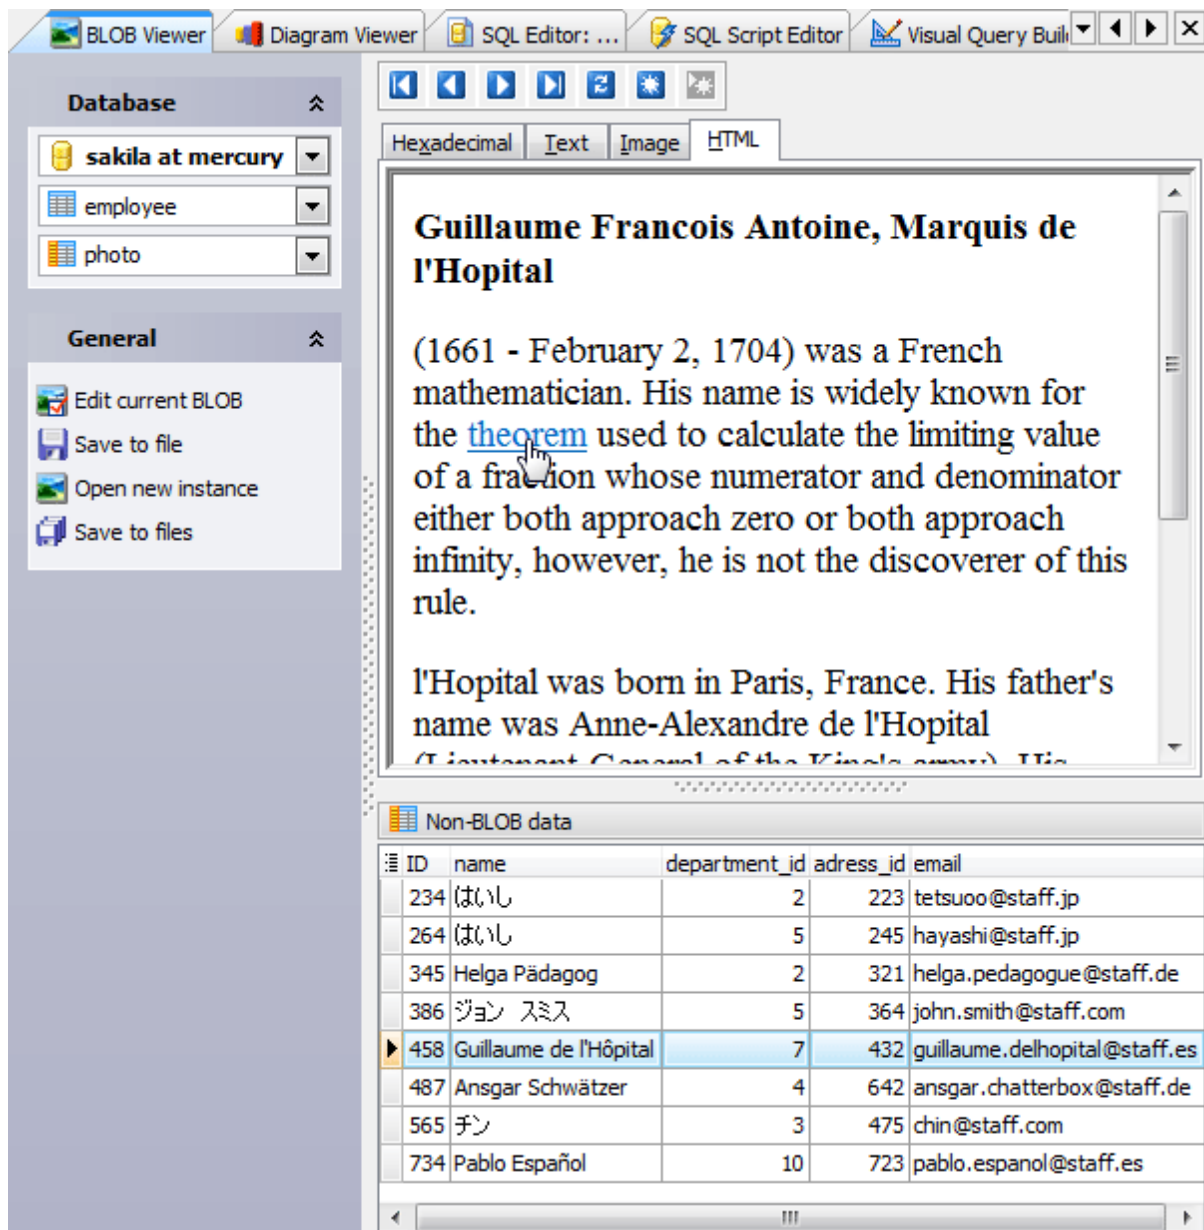 BLOB Viewer Diagram Viewer SQL Editor: ... SQL Script Editor Visual Query Buil
Database
sakila at mercury
employee
photo
General
Edit current BLOB
Save to file
Open new instance
Save to files
Hexadecimal Text Image HTML
Guillaume Francois Antoine, Marquis de
l'Hopital
(1661 - February 2, 1704) was a French
mathematician. His name is widely known for
the theorem used to calculate the limiting value
of a fraction whose numerator and denominator
either both approach zero or both approach
infinity, however, he is not the discoverer of this
rule.
l'Hopital was born in Paris, France. His father's
name was Anne-Alexandre de l'Hopital
(Lieutenant General of the King's army). His
Non-BLOB data
ID name department_id adress_id email
234 はいし 2 223 tetsuoo@staff.jp
264 はいし 5 245 hayashi@staff.jp
345 Helga Pädagog 2 321 helga.pedagogue@staff.de
386 ジョン スミス 5 364 john.smith@staff.com
458 Guillaume de l'Hôpital 7 432 guillaume.delhopital@staff.es
487 Ansgar Schwätzer 4 642 ansgar.chatterbox@staff.de
565 チン 3 475 chin@staff.com
734 Pablo Español 10 723 pablo.espanol@staff.es